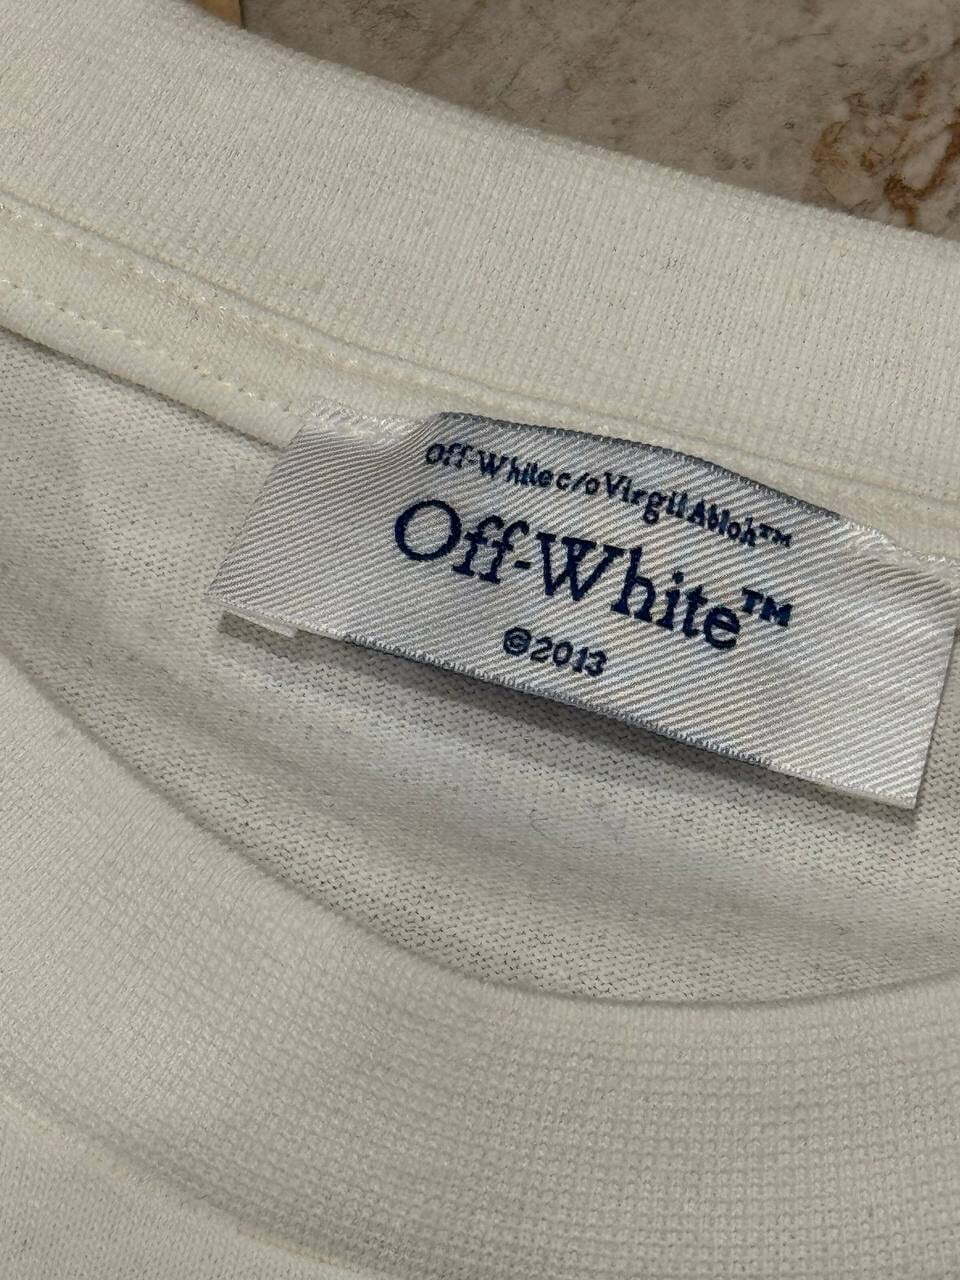 Off-White c/o Virgil Abloh™
Off-White™
©2013